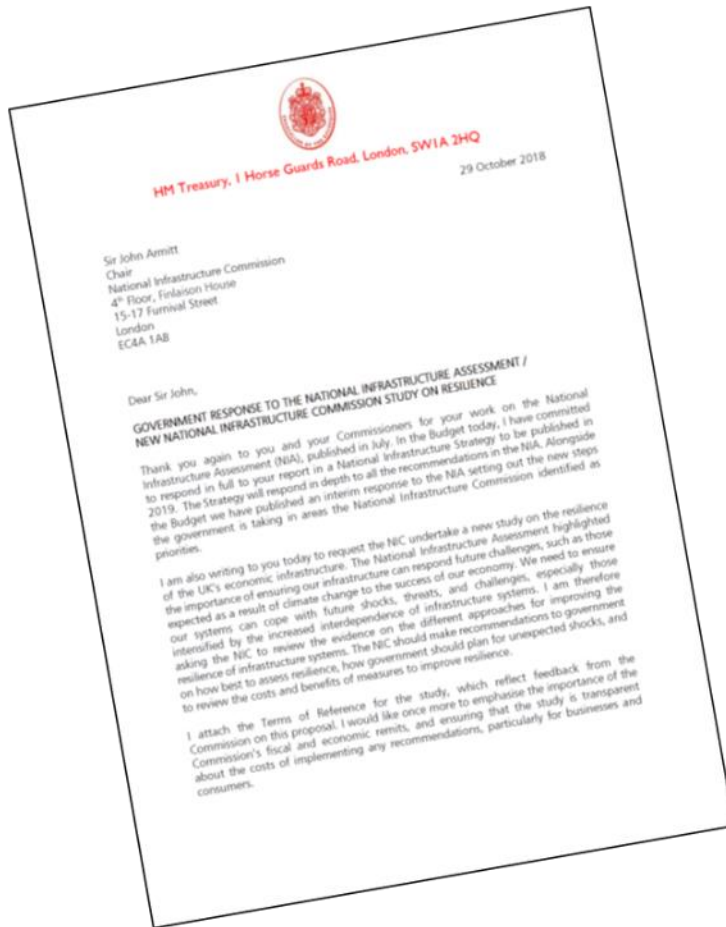 HM Treasury, 1 Horse Guards Road, London, SW1A 2HQ
29 October 2018
Sir John Armitt
Chair
National Infrastructure Commission
4th Floor, Finlaison House
15-17 Furnival Street
London
EC4A 1AB
Dear Sir John,
GOVERNMENT RESPONSE TO THE NATIONAL INFRASTRUCTURE ASSESSMENT /
NEW NATIONAL INFRASTRUCTURE COMMISSION STUDY ON RESILIENCE
Thank you again to you and your Commissioners for your work on the National
Infrastructure Assessment (NIA), published in July. In the Budget today, I have committed
to respond in full to your report in a National Infrastructure Strategy to be published in
2019. The Strategy will respond in depth to all the recommendations in the NIA. Alongside
the Budget we have published an interim response to the NIA setting out the new steps
the government is taking in areas the National Infrastructure Commission identified as
priorities.
I am also writing to you today to request the NIC undertake a new study on the resilience
of the UK's economic infrastructure. The National Infrastructure Assessment highlighted
the importance of ensuring our infrastructure can respond future challenges, such as those
expected as a result of climate change to the success of our economy. We need to ensure
our systems can cope with future shocks, threats, and challenges, especially those
intensified by the increased interdependence of infrastructure systems. I am therefore
asking the NIC to review the evidence on the different approaches for improving the
resilience of infrastructure systems. The NIC should make recommendations to government
on how best to assess resilience, how government should plan for unexpected shocks, and
to review the costs and benefits of measures to improve resilience.
I attach the Terms of Reference for the study, which reflect feedback from the
Commission on this proposal. I would like once more to emphasise the importance of the
Commission's fiscal and economic remits, and ensuring that the study is transparent
about the costs of implementing any recommendations, particularly for businesses and
consumers.